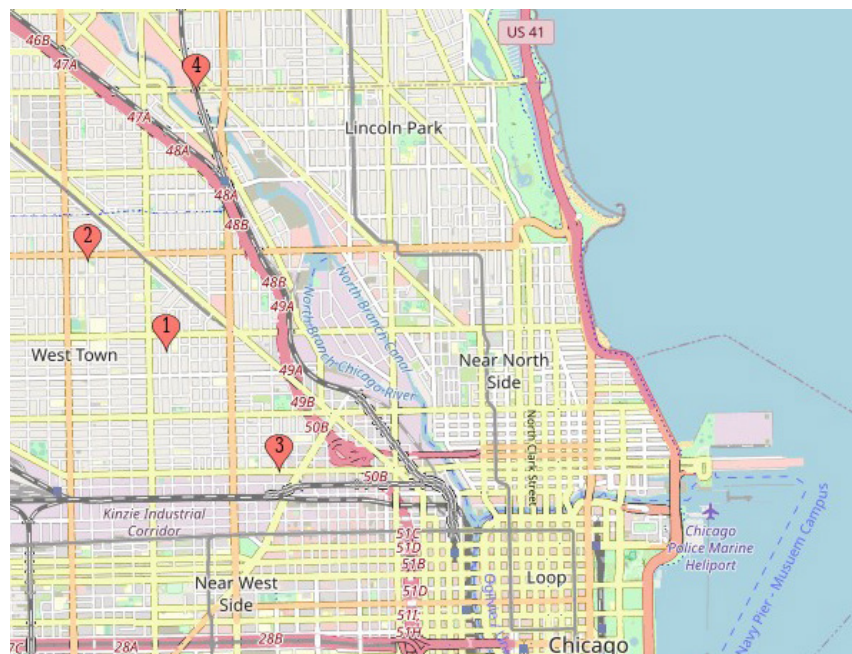 US 41
46B
47A
4
47A
Lincoln Park
48A
48A
48B
2
48B
49A
North Branch Canal
North Branch Chicago River
1
West Town
Near North
Side
49A
49B
50B
North Clark Street
3
50B
Kinzie Industrial
Corridor
Chicago
Police Marine
Heliport
51C
51D
51B
Near West
Side
Loop
51D
Navy Pier - Musuem Campus
51I
51H
28B
28A
7C
Chicago